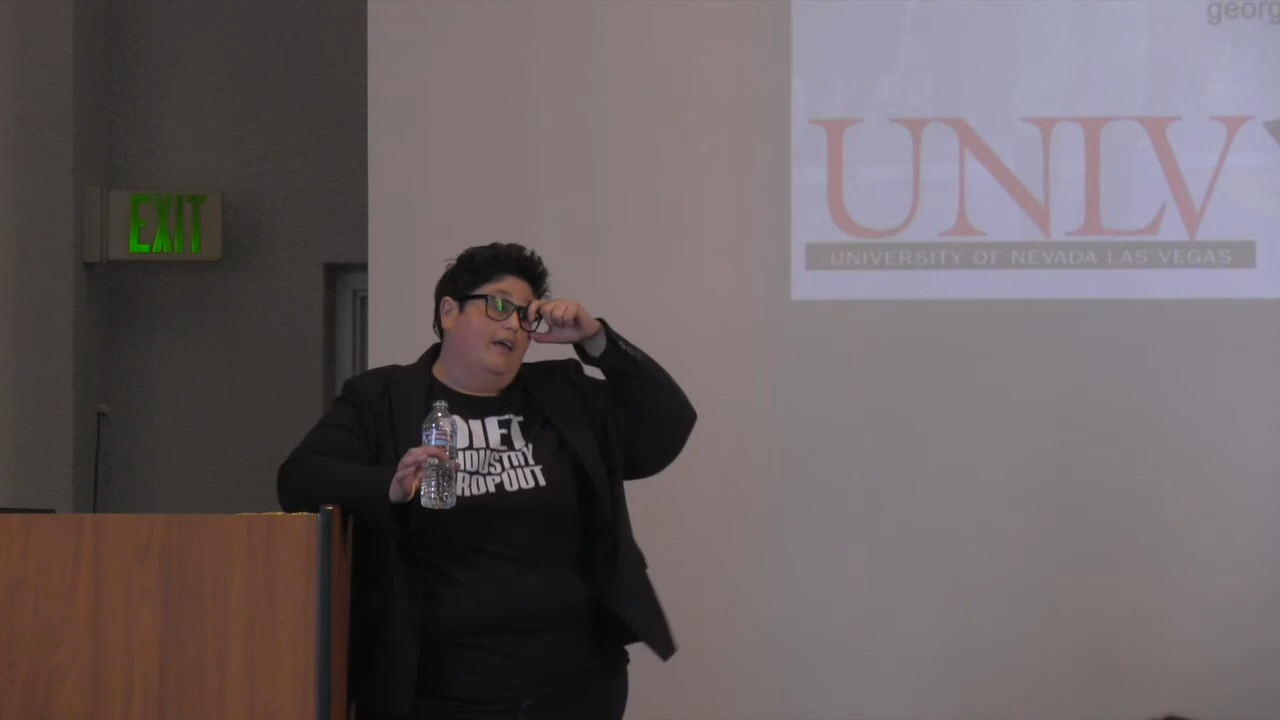 georg
UNLV
UNIVERSITY OF NEVADA LAS VEGAS
EXIT
DIET
INDUSTRY
DROPOUT